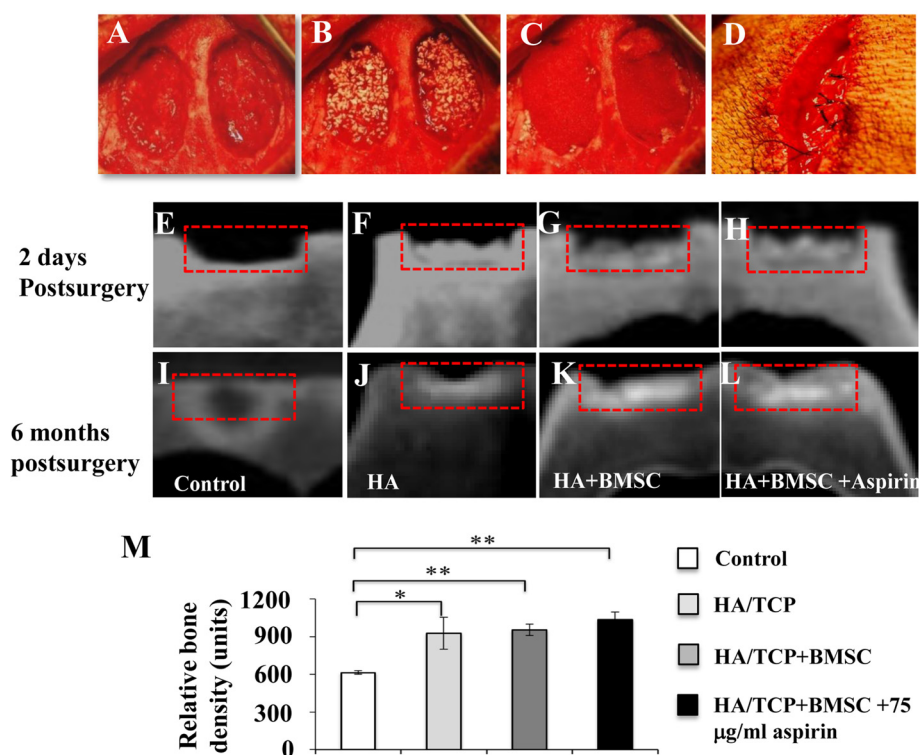 A B C D
E F G H
2 days
Postsurgery
I J K L
6 months
postsurgery
Control HA HA+BMSC HA+BMSC +Aspirin
M
**
**
*
Relative bone
density (units)
1200
900
600
300
0
Control
HA/TCP
HA/TCP+BMSC
HA/TCP+BMSC +75
μg/ml aspirin